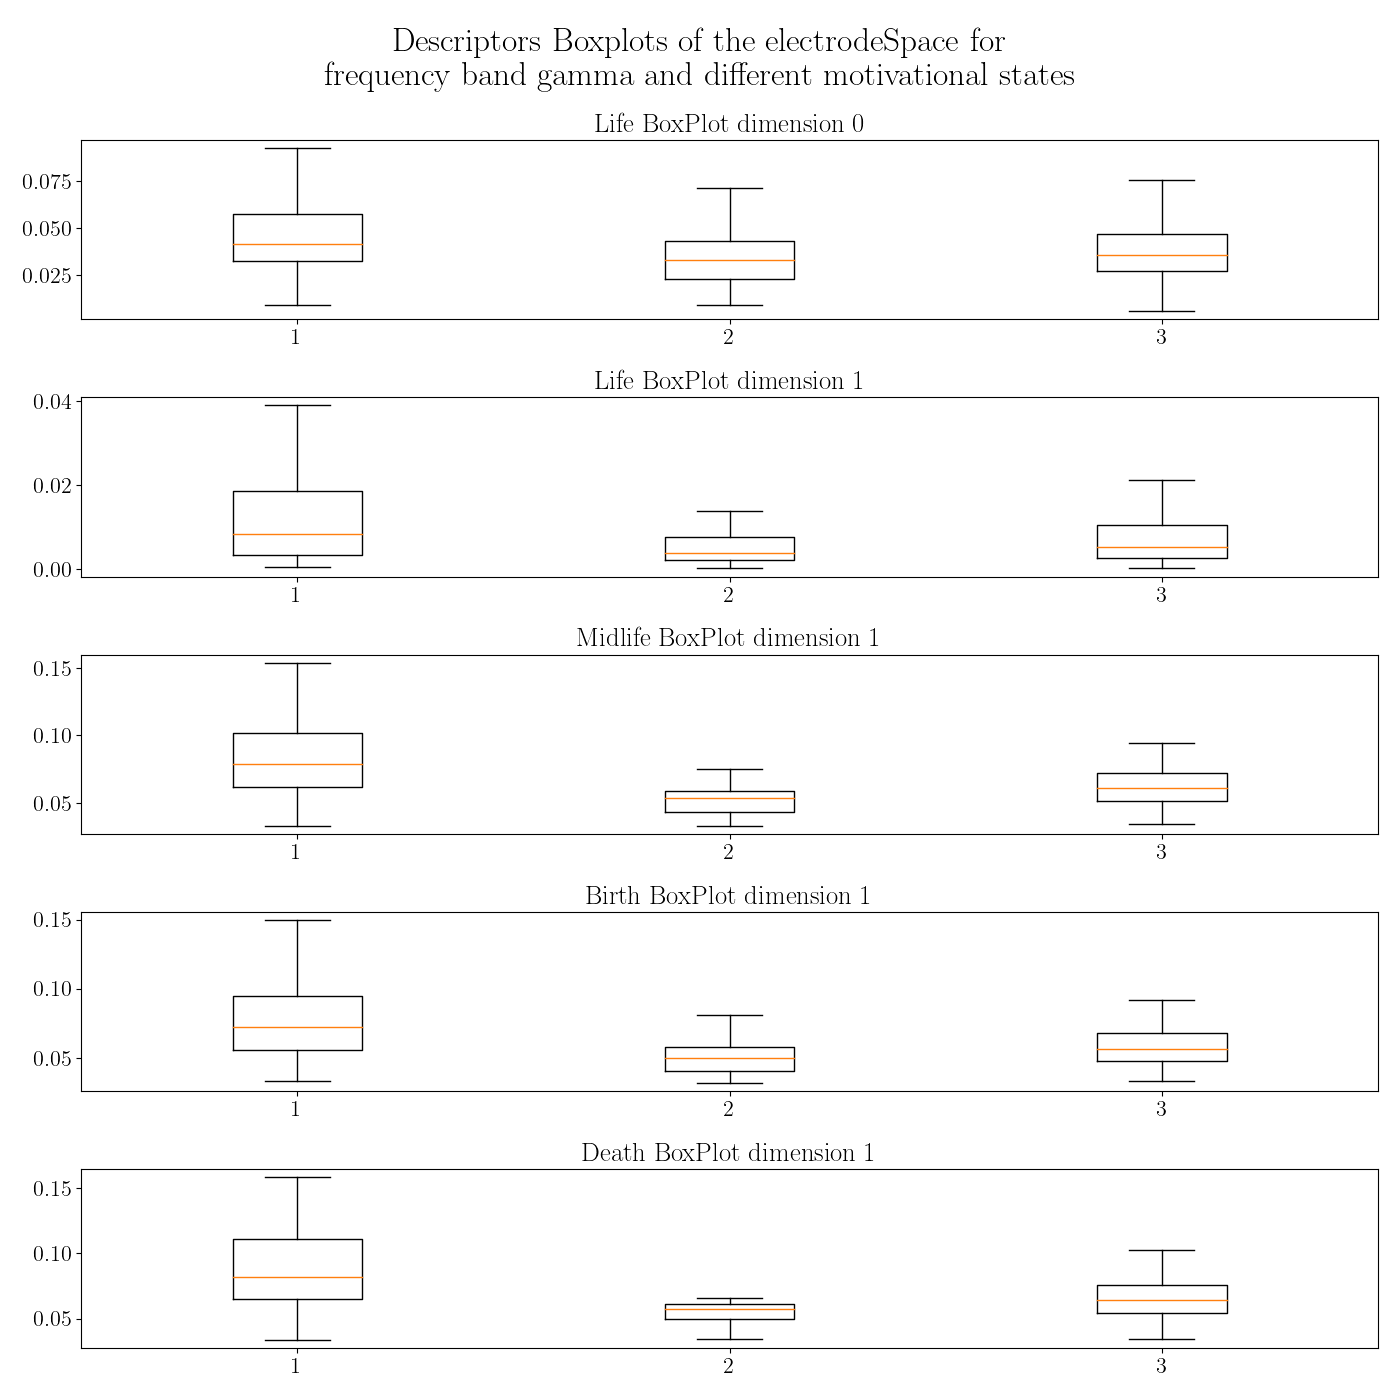 Descriptors Boxplots of the electrodeSpace for
frequency band gamma and different motivational states
Life BoxPlot dimension 0
0.075
0.050
0.025
1 2 3
Life BoxPlot dimension 1
0.04
0.02
0.00
1 2 3
Midlife BoxPlot dimension 1
0.15
0.10
0.05
1 2 3
Birth BoxPlot dimension 1
0.15
0.10
0.05
1 2 3
Death BoxPlot dimension 1
0.15
0.10
0.05
1 2 3